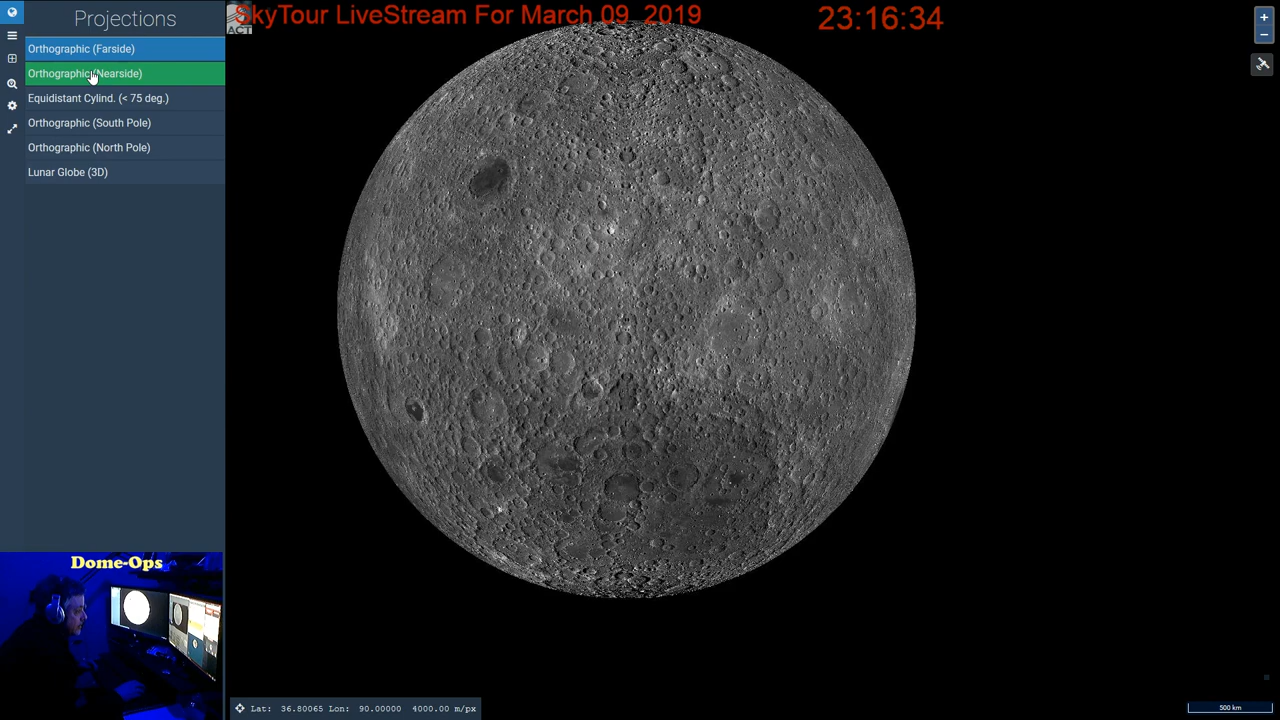 Projections
SkyTour LiveStream For March 09 2019
23:16:34
ACT
Orthographic (Farside)
Orthographic (Nearside)
Equidistant Cylind. (< 75 deg.)
Orthographic (South Pole)
Orthographic (North Pole)
Lunar Globe (3D)
+
−
Dome-Ops
Lat: 36.80065 Lon: 90.00000 4000.00 m/px
500 km